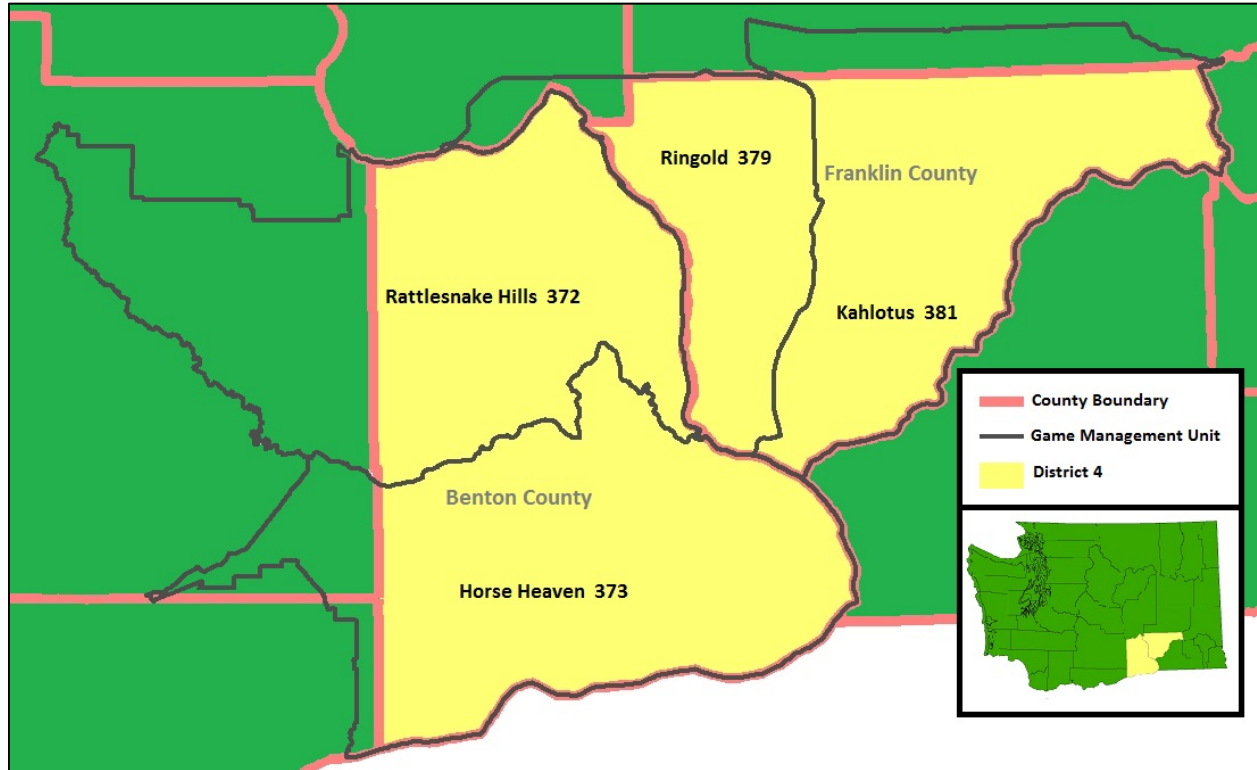 Ringold 379
Franklin County
Rattlesnake Hills 372
Kahlotus 381
Benton County
Horse Heaven 373
County Boundary
Game Management Unit
District 4